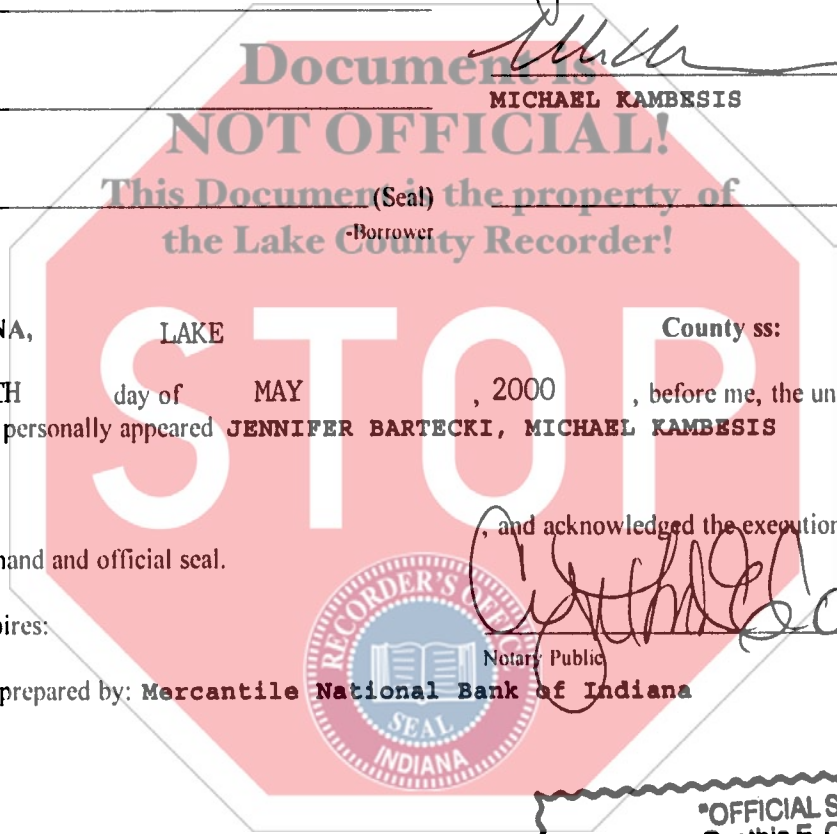 Document is
MICHAEL KAMBESIS
NOT OFFICIAL!
This Document is the property of
(Seal)
the Lake County Recorder!
-Borrower
NA, LAKE County ss:
STOP
TH day of MAY , 2000 , before me, the un
personally appeared JENNIFER BARTECKI, MICHAEL KAMBESIS
, and acknowledged the execution
hand and official seal.
RECORDER'S OFFICE
pires:
Notary Public
prepared by: Mercantile National Bank of Indiana
SEAL
INDIANA
"OFFICIAL S